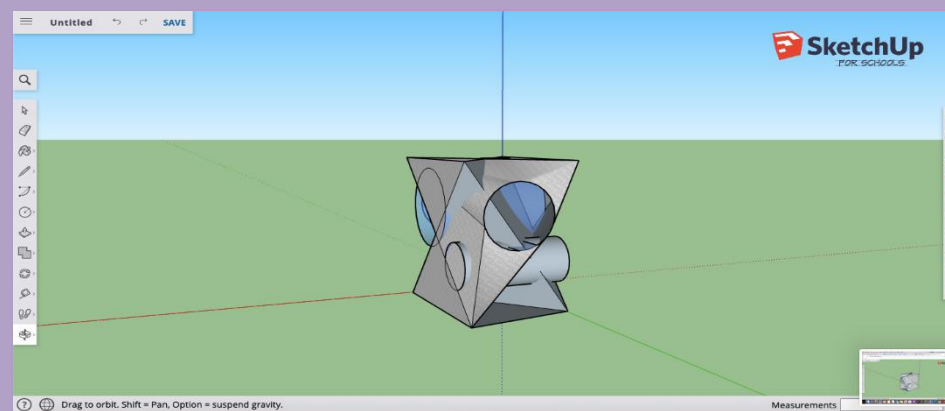 Untitled SAVE
SketchUp
FOR SCHOOLS
Drag to orbit. Shift = Pan, Option = suspend gravity.
Measurements